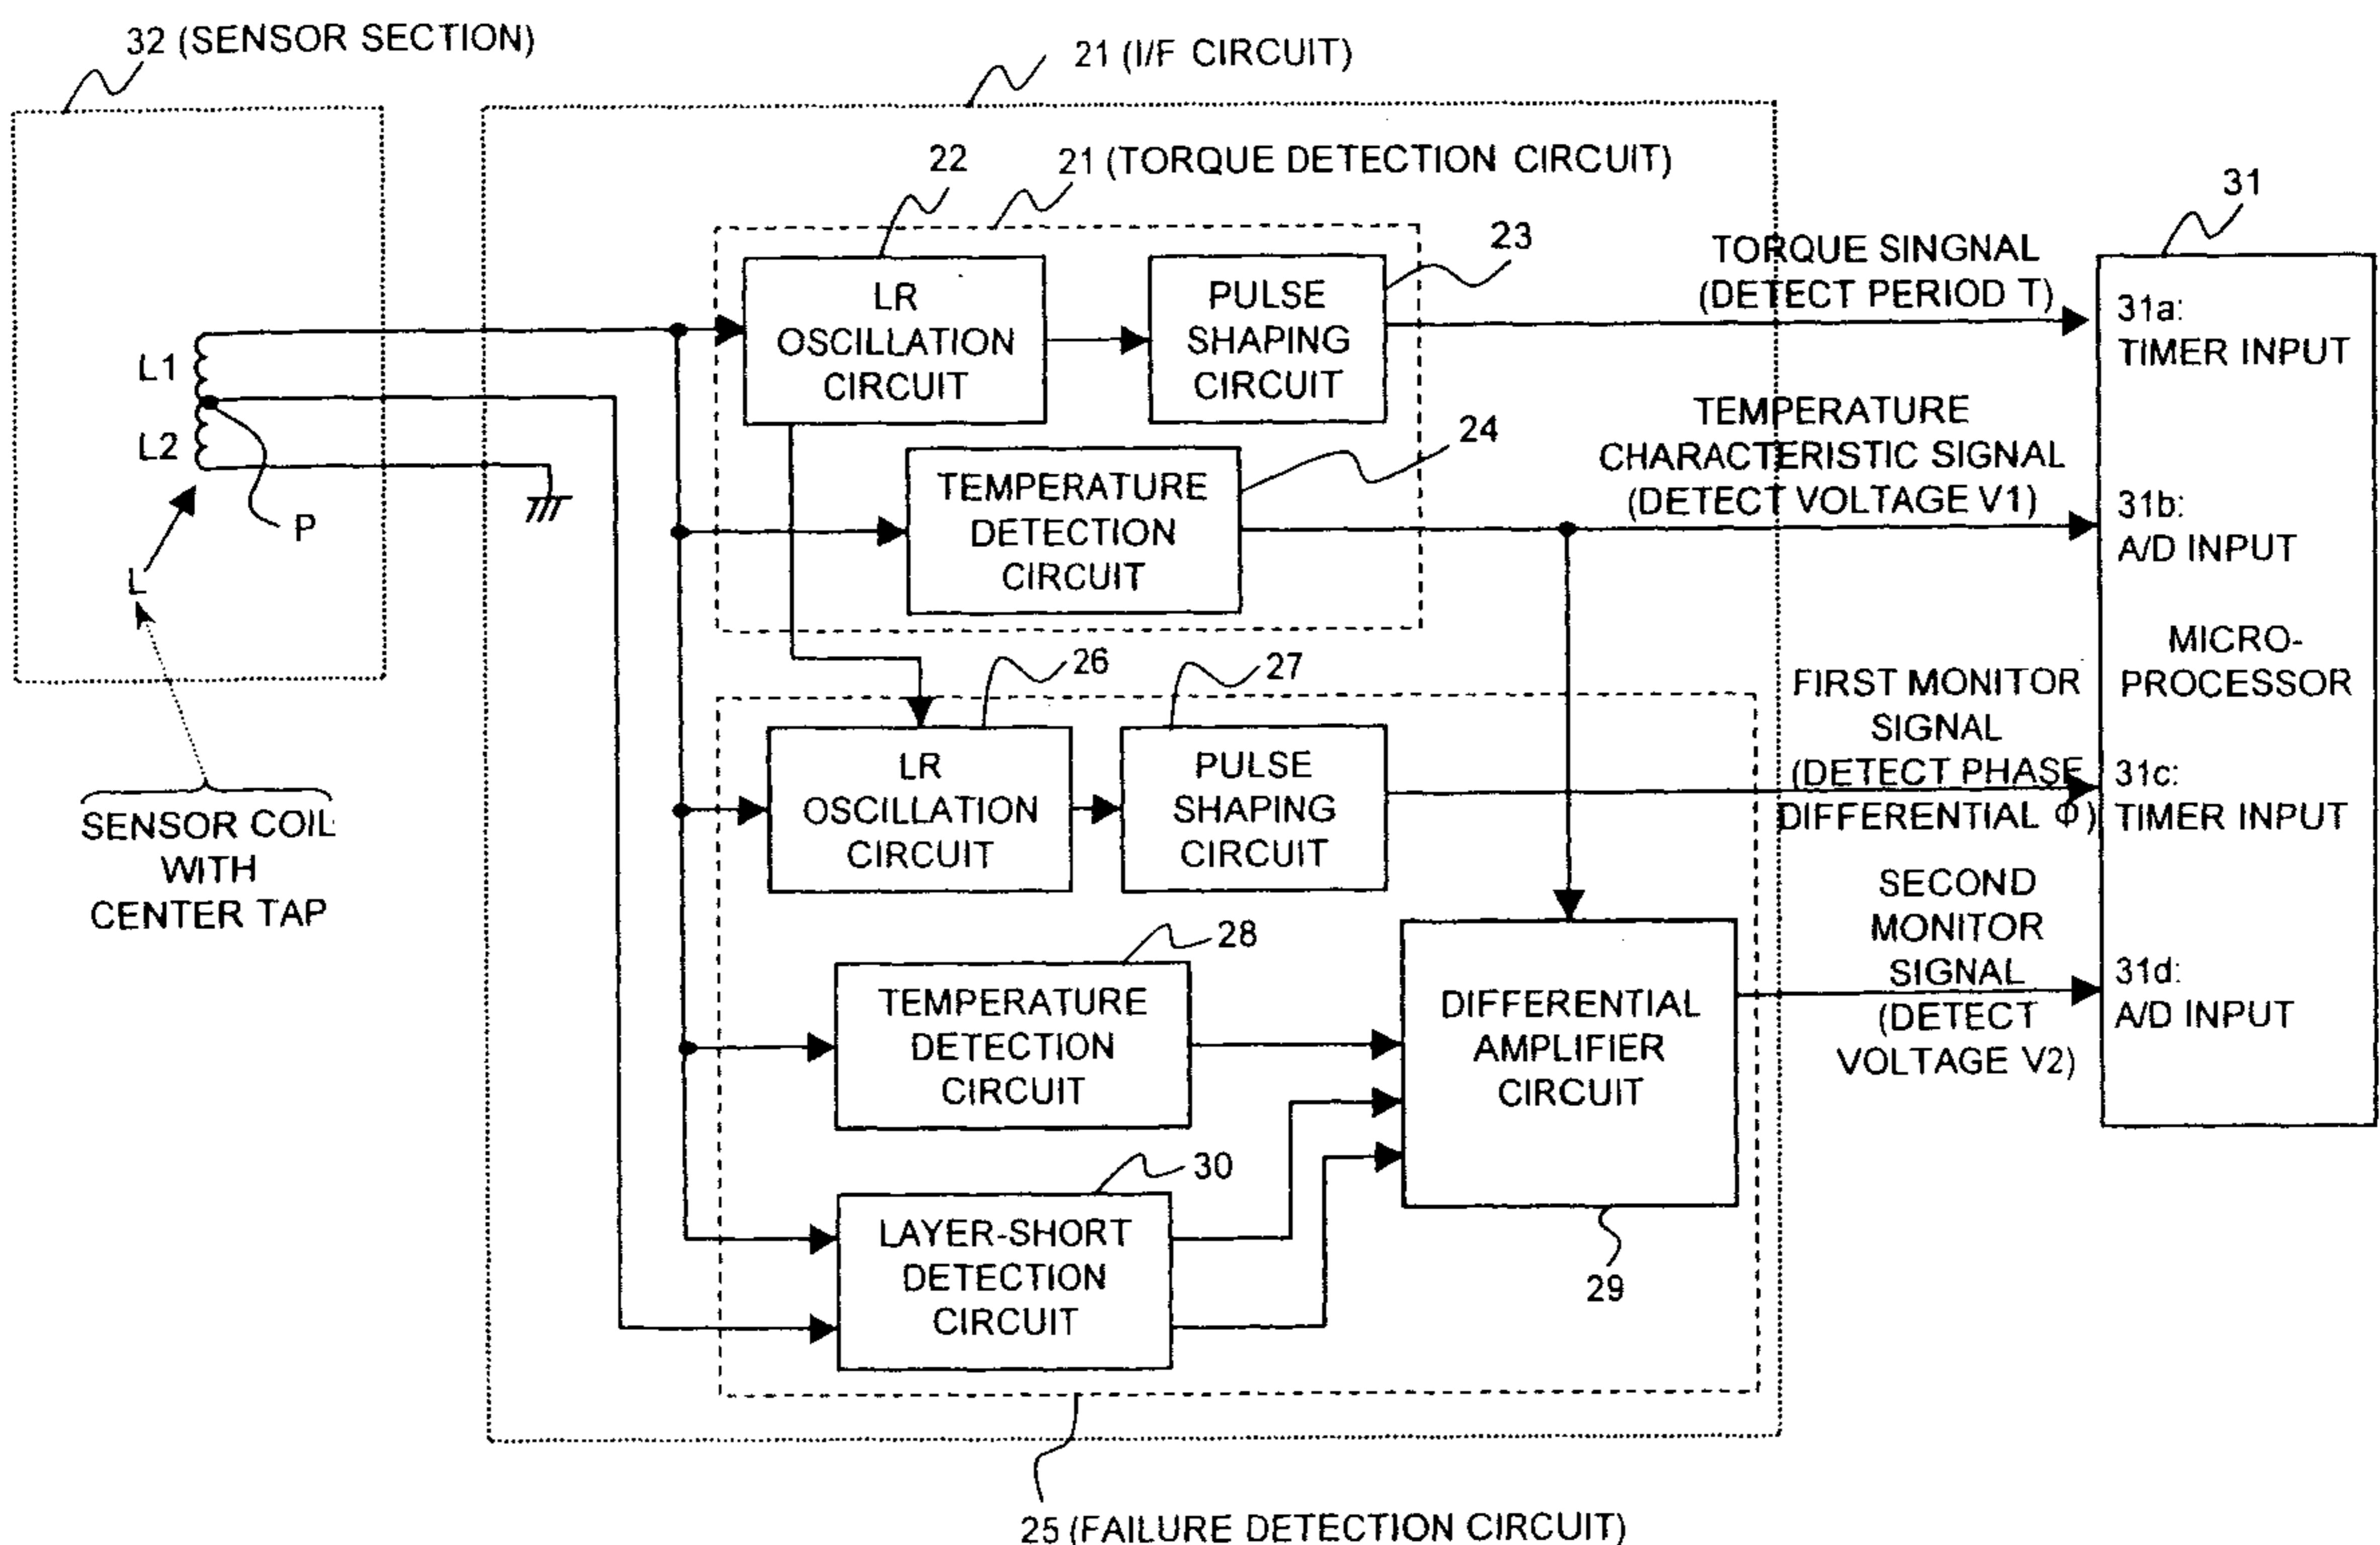 32 (SENSOR SECTION)
21 (I/F CIRCUIT)
22
21 (TORQUE DETECTION CIRCUIT)
31
23
TORQUE SINGNAL
(DETECT PERIOD T)
LR
OSCILLATION
CIRCUIT
PULSE
SHAPING
CIRCUIT
31a:
TIMER INPUT
L1
L2
P
L
24
TEMPERATURE
CHARACTERISTIC SIGNAL
(DETECT VOLTAGE V1)
TEMPERATURE
DETECTION
CIRCUIT
31b:
A/D INPUT
MICRO-
PROCESSOR
26
27
FIRST MONITOR
SIGNAL
(DETECT PHASE
DIFFERENTIAL Φ)
LR
OSCILLATION
CIRCUIT
PULSE
SHAPING
CIRCUIT
31c:
TIMER INPUT
SENSOR COIL
WITH
CENTER TAP
28
SECOND
MONITOR
SIGNAL
(DETECT
VOLTAGE V2)
TEMPERATURE
DETECTION
CIRCUIT
DIFFERENTIAL
AMPLIFIER
CIRCUIT
31d:
A/D INPUT
30
LAYER-SHORT
DETECTION
CIRCUIT
29
25 (FAILURE DETECTION CIRCUIT)